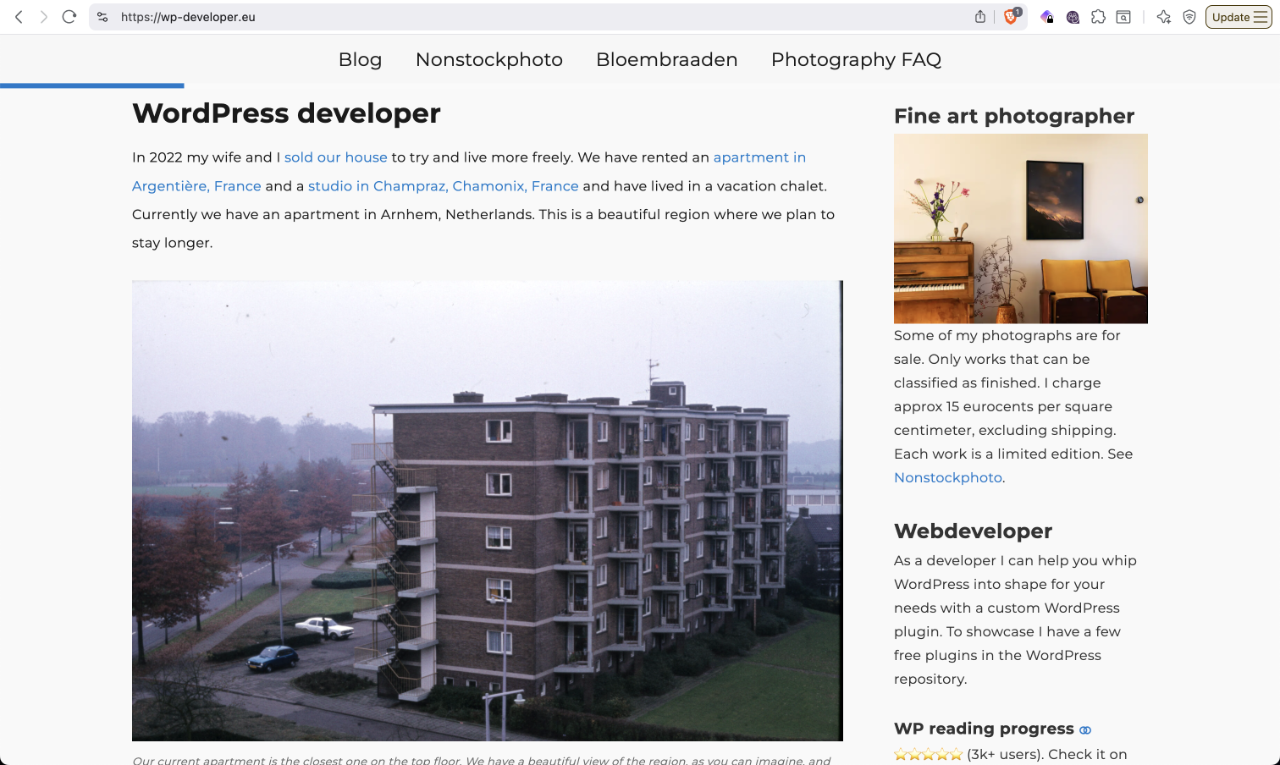 https://wp-developer.eu
1
Update
Blog Nonstockphoto Bloembraaden Photography FAQ
WordPress developer
In 2022 my wife and I sold our house to try and live more freely. We have rented an apartment in
Argentière, France and a studio in Champraz, Chamonix, France and have lived in a vacation chalet.
Currently we have an apartment in Arnhem, Netherlands. This is a beautiful region where we plan to
stay longer.
Our current apartment is the closest one on the top floor. We have a beautiful view of the region, as you can imagine, and
Fine art photographer
Some of my photographs are for
sale. Only works that can be
classified as finished. I charge
approx 15 eurocents per square
centimeter, excluding shipping.
Each work is a limited edition. See
Nonstockphoto.
Webdeveloper
As a developer I can help you whip
WordPress into shape for your
needs with a custom WordPress
plugin. To showcase I have a few
free plugins in the WordPress
repository.
WP reading progress
⭐⭐⭐⭐⭐ (3k+ users). Check it on